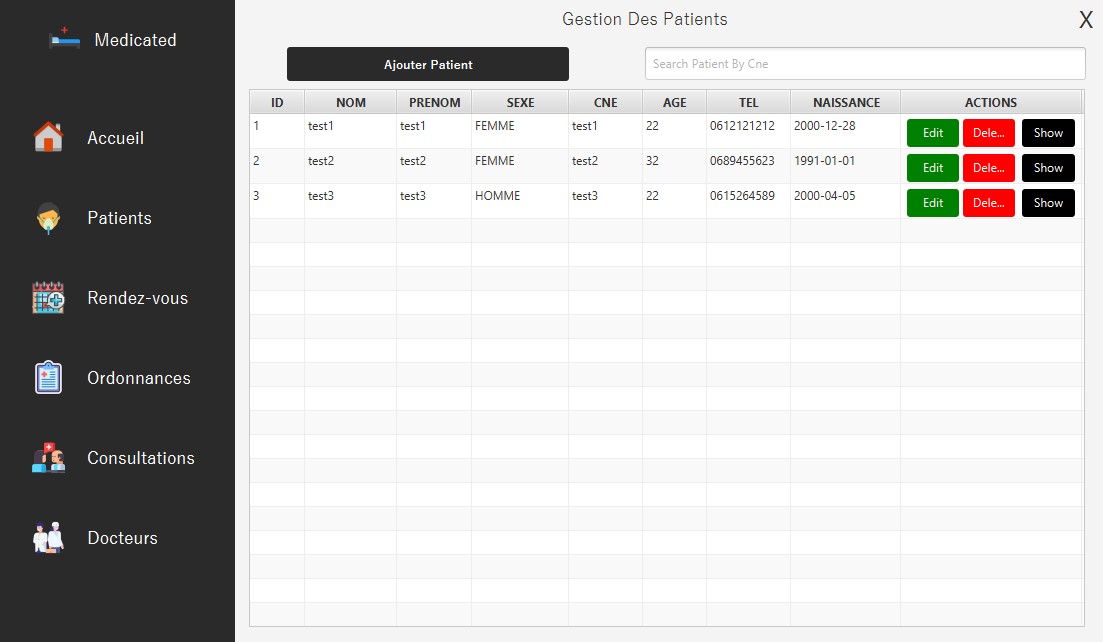 Medicated
Accueil
Patients
Rendez-vous
Ordonnances
Consultations
Docteurs
Gestion Des Patients
X
Ajouter Patient
Search Patient By Cne
ID NOM PRENOM SEXE CNE AGE TEL NAISSANCE ACTIONS
1 test1 test1 FEMME test1 22 0612121212 2000-12-28 Edit Dele... Show
2 test2 test2 FEMME test2 32 0689455623 1991-01-01 Edit Dele... Show
3 test3 test3 HOMME test3 22 0615264589 2000-04-05 Edit Dele... Show